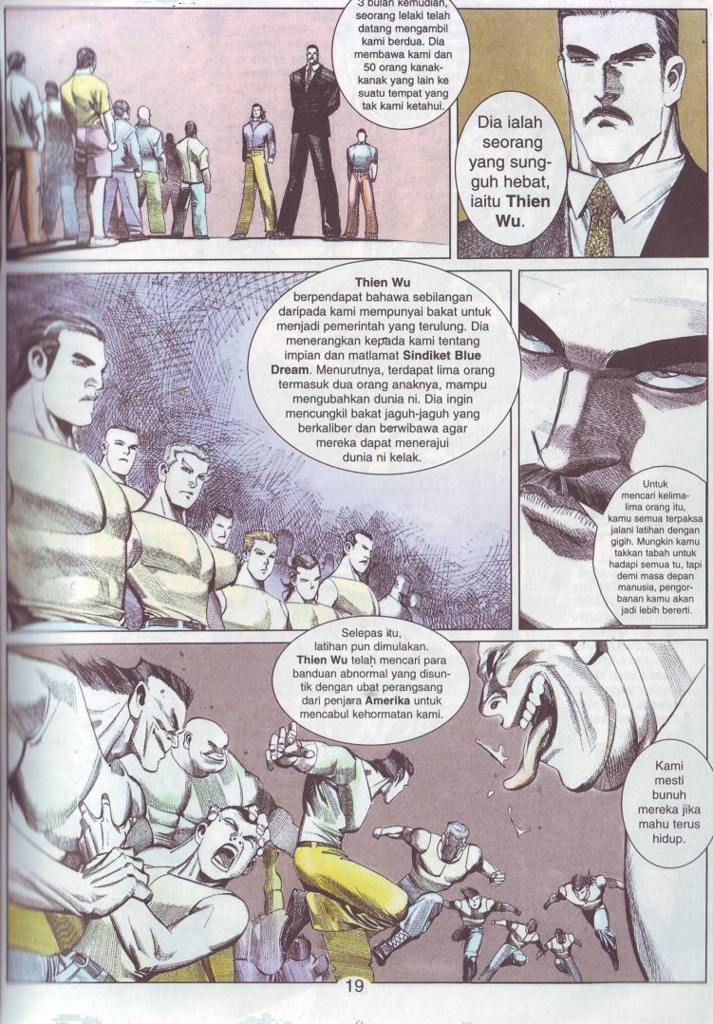 3 bulan kemudian,
seorang lelaki telah
datang mengambil
kami berdua. Dia
membawa kami dan
50 orang kanak-
kanak yang lain ke
suatu tempat yang
tak kami ketahui.
Dia ialah
seorang
yang sung-
guh hebat,
iaitu Thien
Wu.
Thien Wu
berpendapat bahawa sebilangan
daripada kami mempunyai bakat untuk
menjadi pemerintah yang terulung. Dia
menerangkan kepada kami tentang
impian dan matlamat Sindiket Blue
Dream. Menurutnya, terdapat lima orang
termasuk dua orang anaknya, mampu
mengubahkan dunia ni. Dia ingin
mencungkil bakat jaguh-jaguh yang
berkaliber dan berwibawa agar
mereka dapat menerajui
dunia ni kelak.
Untuk
mencari kelima-
lima orang itu,
kamu semua terpaksa
jalani latihan dengan
gigih. Mungkin kamu
takkan tabah untuk
hadapi semua tu, tapi
demi masa depan
manusia, pengor-
banan kamu akan
jadi lebih bererti.
Selepas itu,
latihan pun dimulakan.
Thien Wu telah mencari para
banduan abnormal yang disun-
tik dengan ubat perangsang
dari penjara Amerika untuk
mencabul kehormatan kami.
Kami
mesti
bunuh
mereka jika
mahu terus
hidup.
19